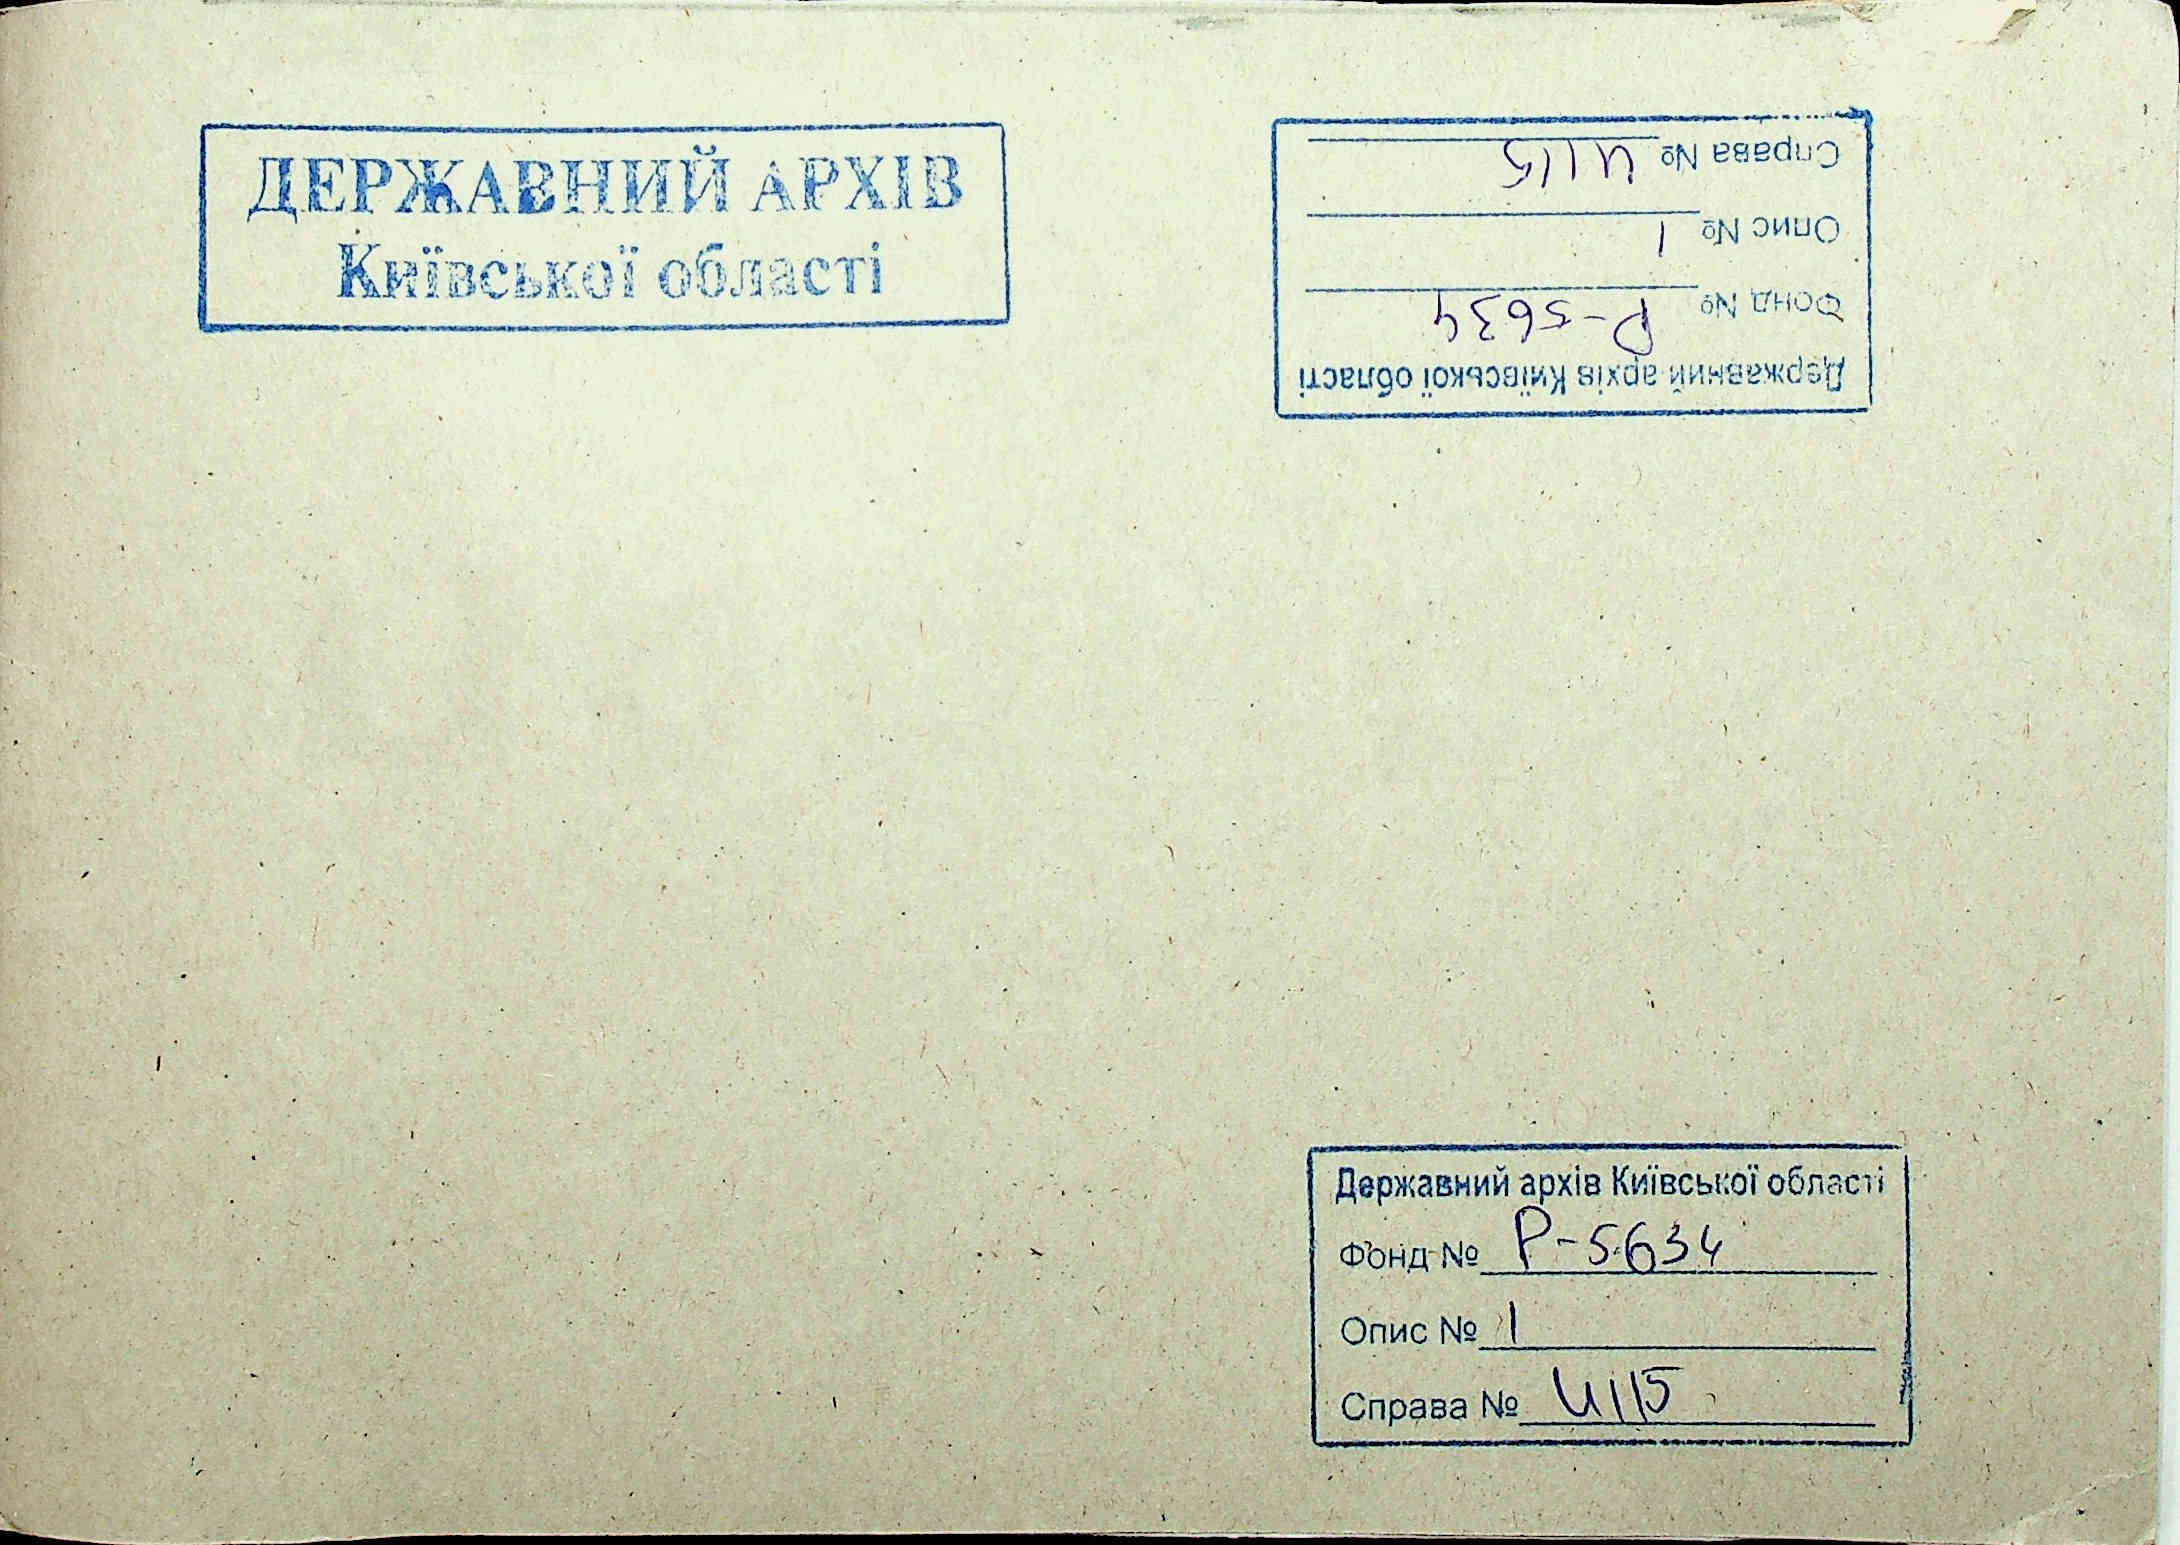 ДЕРЖАВНИЙ АРХІВ
Київської області
Державний архів Київської області
Фонд № Р-5634
Опис № 1
Справа № 4115
Державний архів Київської області
Фонд № Р-5634
Опис № 1
Справа № 4115